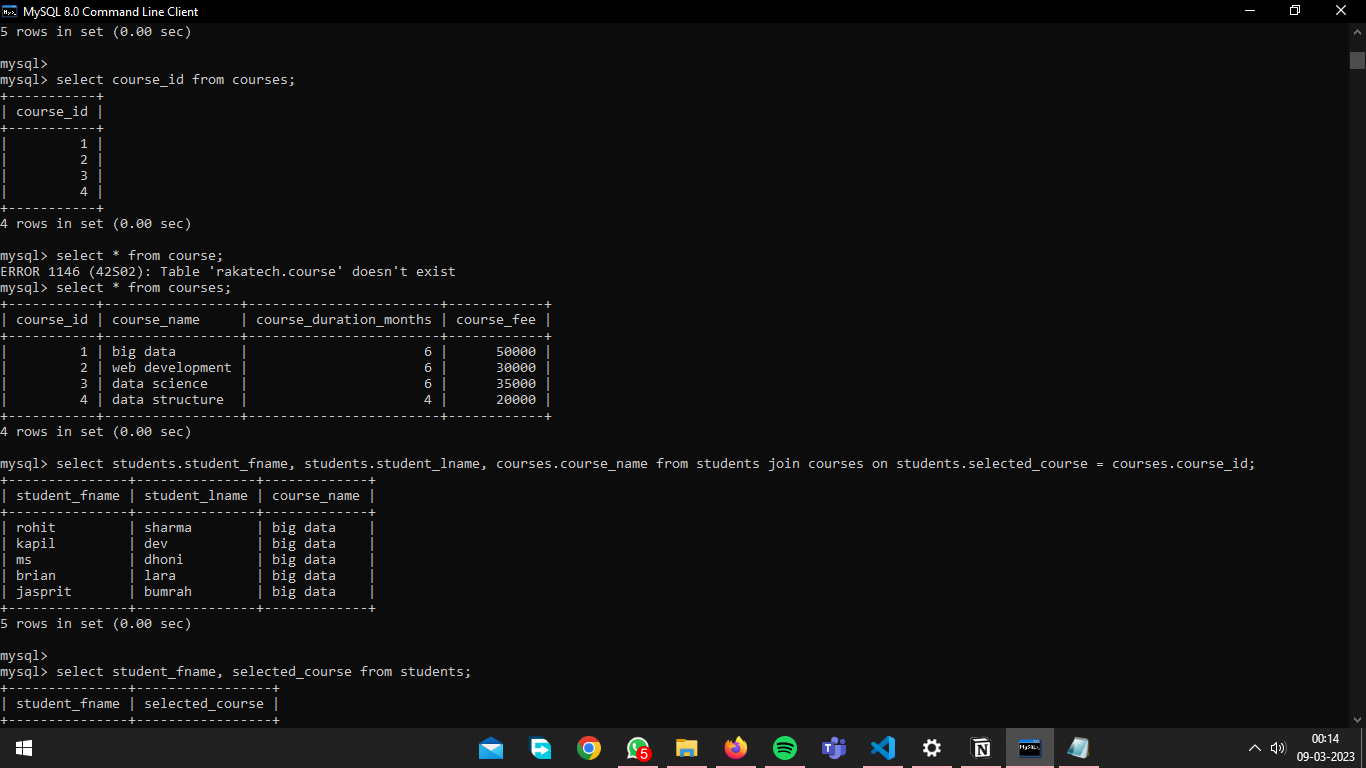 MySQL 8.0 Command Line Client
5 rows in set (0.00 sec)
mysql>
mysql> select course_id from courses;
+-----------+
| course_id |
+-----------+
|         1 |
|         2 |
|         3 |
|         4 |
+-----------+
4 rows in set (0.00 sec)
mysql> select * from course;
ERROR 1146 (42S02): Table 'rakatech.course' doesn't exist
mysql> select * from courses;
+-----------+-----------------+------------------------+------------+
| course_id | course_name     | course_duration_months | course_fee |
+-----------+-----------------+------------------------+------------+
|         1 | big data        |                      6 |      50000 |
|         2 | web development |                      6 |      30000 |
|         3 | data science    |                      6 |      35000 |
|         4 | data structure  |                      4 |      20000 |
+-----------+-----------------+------------------------+------------+
4 rows in set (0.00 sec)
mysql> select students.student_fname, students.student_lname, courses.course_name from students join courses on students.selected_course = courses.course_id;
+---------------+---------------+-------------+
| student_fname | student_lname | course_name |
+---------------+---------------+-------------+
| rohit         | sharma        | big data    |
| kapil         | dev           | big data    |
| ms            | dhoni         | big data    |
| brian         | lara          | big data    |
| jasprit       | bumrah        | big data    |
+---------------+---------------+-------------+
5 rows in set (0.00 sec)
mysql>
mysql> select student_fname, selected_course from students;
+---------------+-----------------+
| student_fname | selected_course |
+---------------+-----------------+
5
MySQL
00:14
09-03-2023